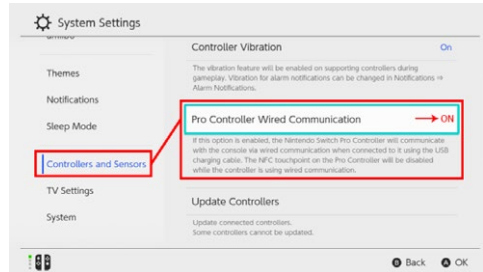 System Settings
amiibo
Themes
Notifications
Sleep Mode
Controllers and Sensors
TV Settings
System
Controller Vibration On
The vibration feature will be enabled on supporting controllers during
gameplay. Vibration for alarm notifications can be changed in Notifications ⇒
Alarm Notifications.
Pro Controller Wired Communication → ON
If this option is enabled, the Nintendo Switch Pro Controller will communicate
with the console via wired communication when connected to it using the USB
charging cable. The NFC touchpoint on the Pro Controller will be disabled
while the controller is using wired communication.
Update Controllers
Update connected controllers.
Some controllers cannot be updated.
B Back A OK